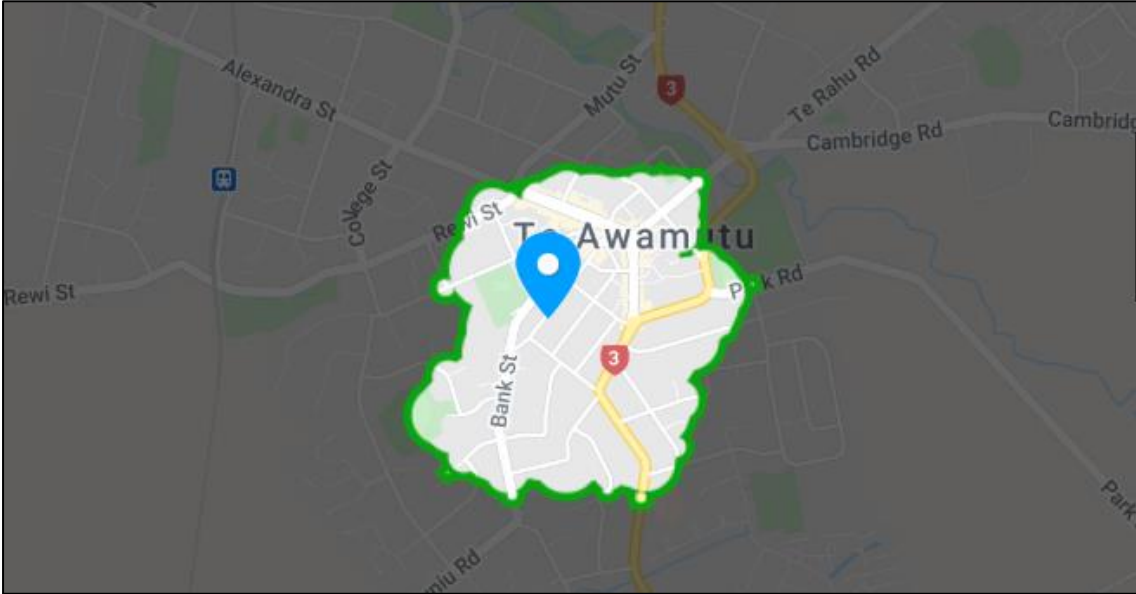 Alexandra St
Mutu St
3
Te Rahu Rd
Cambridge Rd
Cambridg
College St
Rewi St
Te Awamutu
Rewi St
Park Rd
3
Bank St
Park
uniu Rd